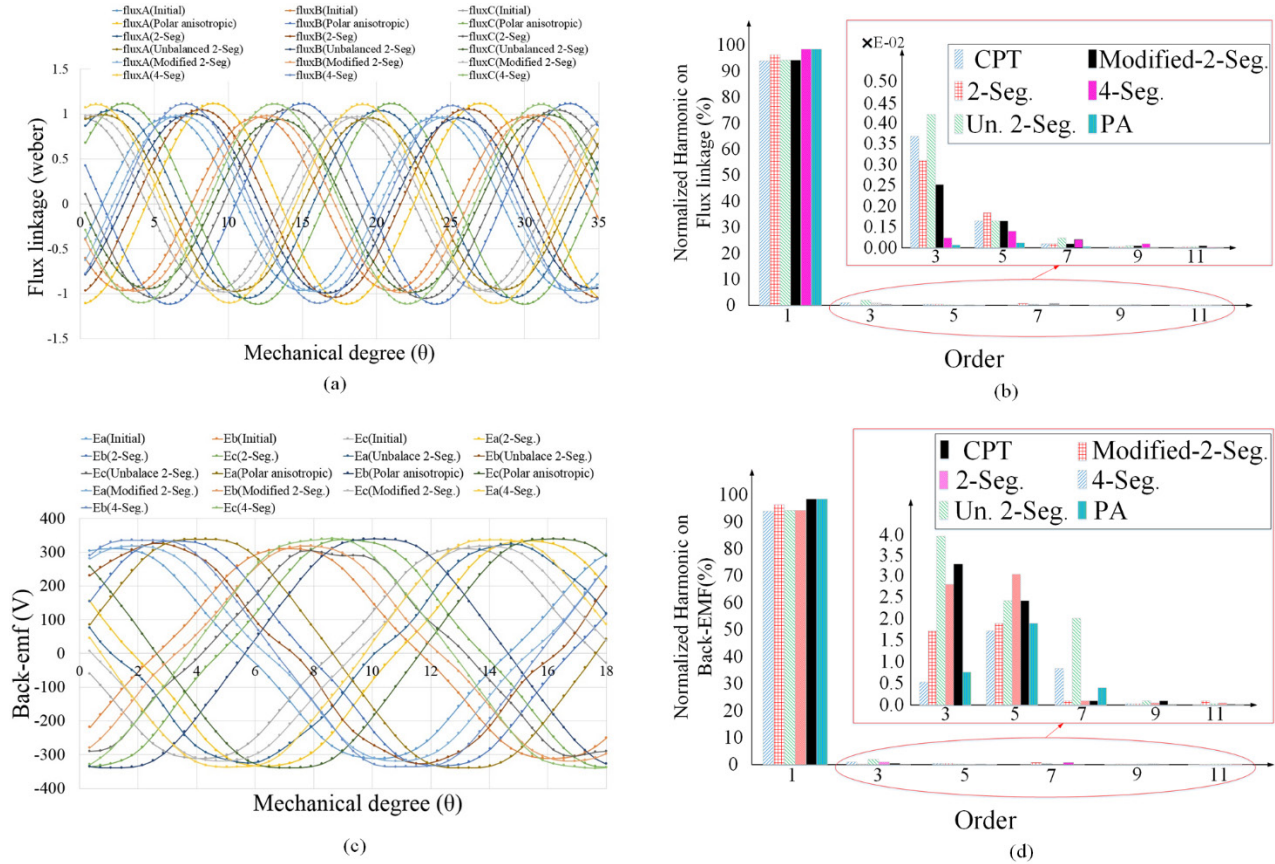 fluxA(Initial) fluxB(Initial) fluxC(Initial)
fluxA(Polar anisotropic) fluxB(Polar anisotropic) fluxC(Polar anisotropic)
fluxA(2-Seg) fluxB(2-Seg) fluxC(2-Seg)
fluxA(Unbalanced 2-Seg) fluxB(Unbalanced 2-Seg) fluxC(Unbalanced 2-Seg)
fluxA(Modified 2-Seg) fluxB(Modified 2-Seg) fluxC(Modified 2-Seg)
fluxA(4-Seg) fluxB(4-Seg) fluxC(4-Seg)
Flux linkage (weber)
1.5
1
0.5
0
-0.5
-1
-1.5
0 5 10 15 20 25 30 35
Mechanical degree (θ)
(a)
Normalized Harmonic on
Flux linkage (%)
100
90
80
70
60
50
40
30
20
10
0
×E-02
0.50
0.45
0.40
0.35
0.30
0.25
0.20
0.10
0.00
CPT Modified-2-Seg.
2-Seg. 4-Seg.
Un. 2-Seg. PA
3 5 7 9 11
1 3 5 7 9 11
Order
(b)
Ea(Initial) Eb(Initial) Ec(Initial) Ea(2-Seg.)
Eb(2-Seg.) Ec(2-Seg.) Ea(Unbalace 2-Seg.) Eb(Unbalace 2-Seg.)
Ec(Unbalace 2-Seg.) Ea(Polar anisotropic) Eb(Polar anisotropic) Ec(Polar anisotropic)
Ea(Modified 2-Seg.) Eb(Modified 2-Seg.) Ec(Modified 2-Seg.) Ea(4-Seg.)
Eb(4-Seg.) Ec(4-Seg)
Back-emf (V)
400
300
200
100
0
-100
-200
-300
-400
0 2 4 6 8 10 12 14 16 18
Mechanical degree (θ)
(c)
Normalized Harmonic on
Back-EMF(%)
100
90
80
70
60
50
40
30
20
10
0
CPT Modified-2-Seg.
2-Seg. 4-Seg.
Un. 2-Seg. PA
4.0
3.5
3.0
2.5
2.0
1.5
1.0
0.5
0.0
3 5 7 9 11
1 3 5 7 9 11
Order
(d)